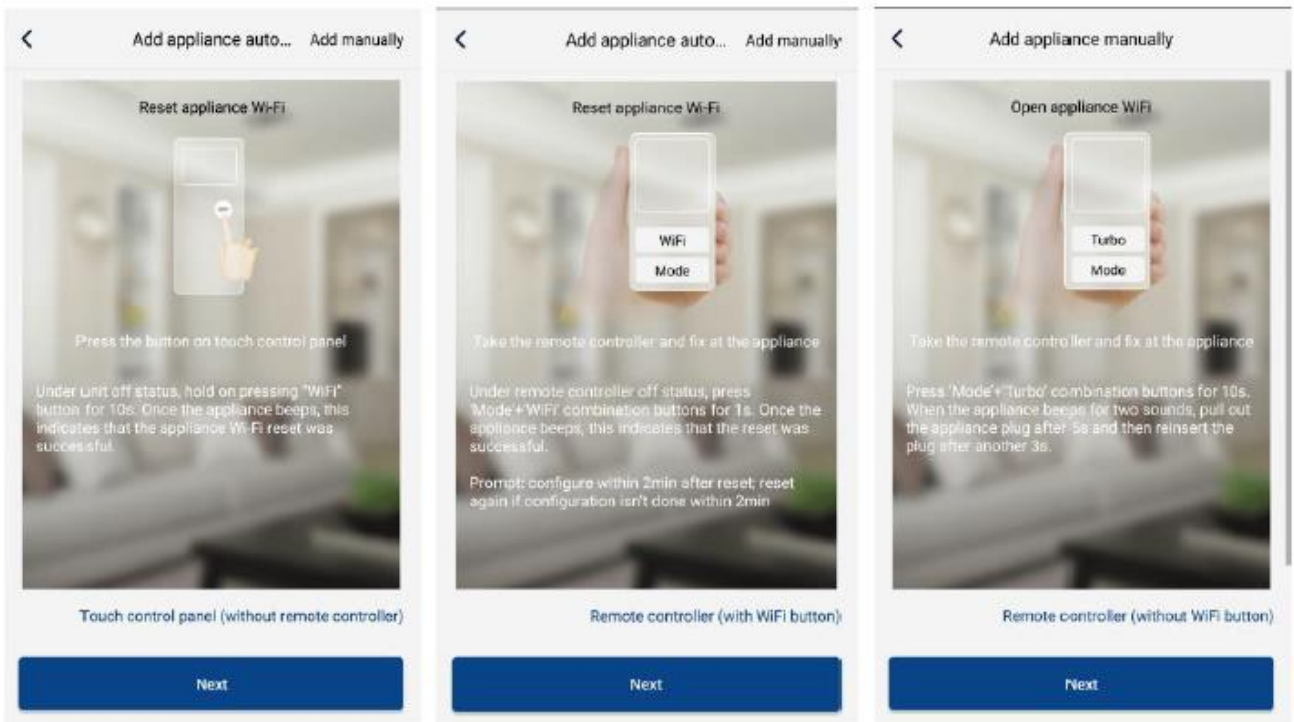 Add appliance auto... Add manually
Reset appliance Wi-Fi
Press the button on touch control panel
Under unit off status, hold on pressing "WiFi"
button for 10s. Once the appliance beeps, this
indicates that the appliance Wi-Fi reset was
successful.
Touch control panel (without remote controller)
Next
Add appliance auto... Add manually
Reset appliance Wi-Fi
WiFi
Mode
Take the remote controller and fix at the appliance
Under remote controller off status, press
'Mode'+'WiFi' combination buttons for 1s. Once the
appliance beeps, this indicates that the reset was
successful.
Prompt: configure within 2min after reset; reset
again if configuration isn't done within 2min
Remote controller (with WiFi button)
Next
Add appliance manually
Open appliance WiFi
Turbo
Mode
Take the remote controller and fix at the appliance
Press 'Mode'+'Turbo' combination buttons for 10s.
When the appliance beeps for two sounds, pull out
the appliance plug after 5s and then reinsert the
plug after another 3s.
Remote controller (without WiFi button)
Next